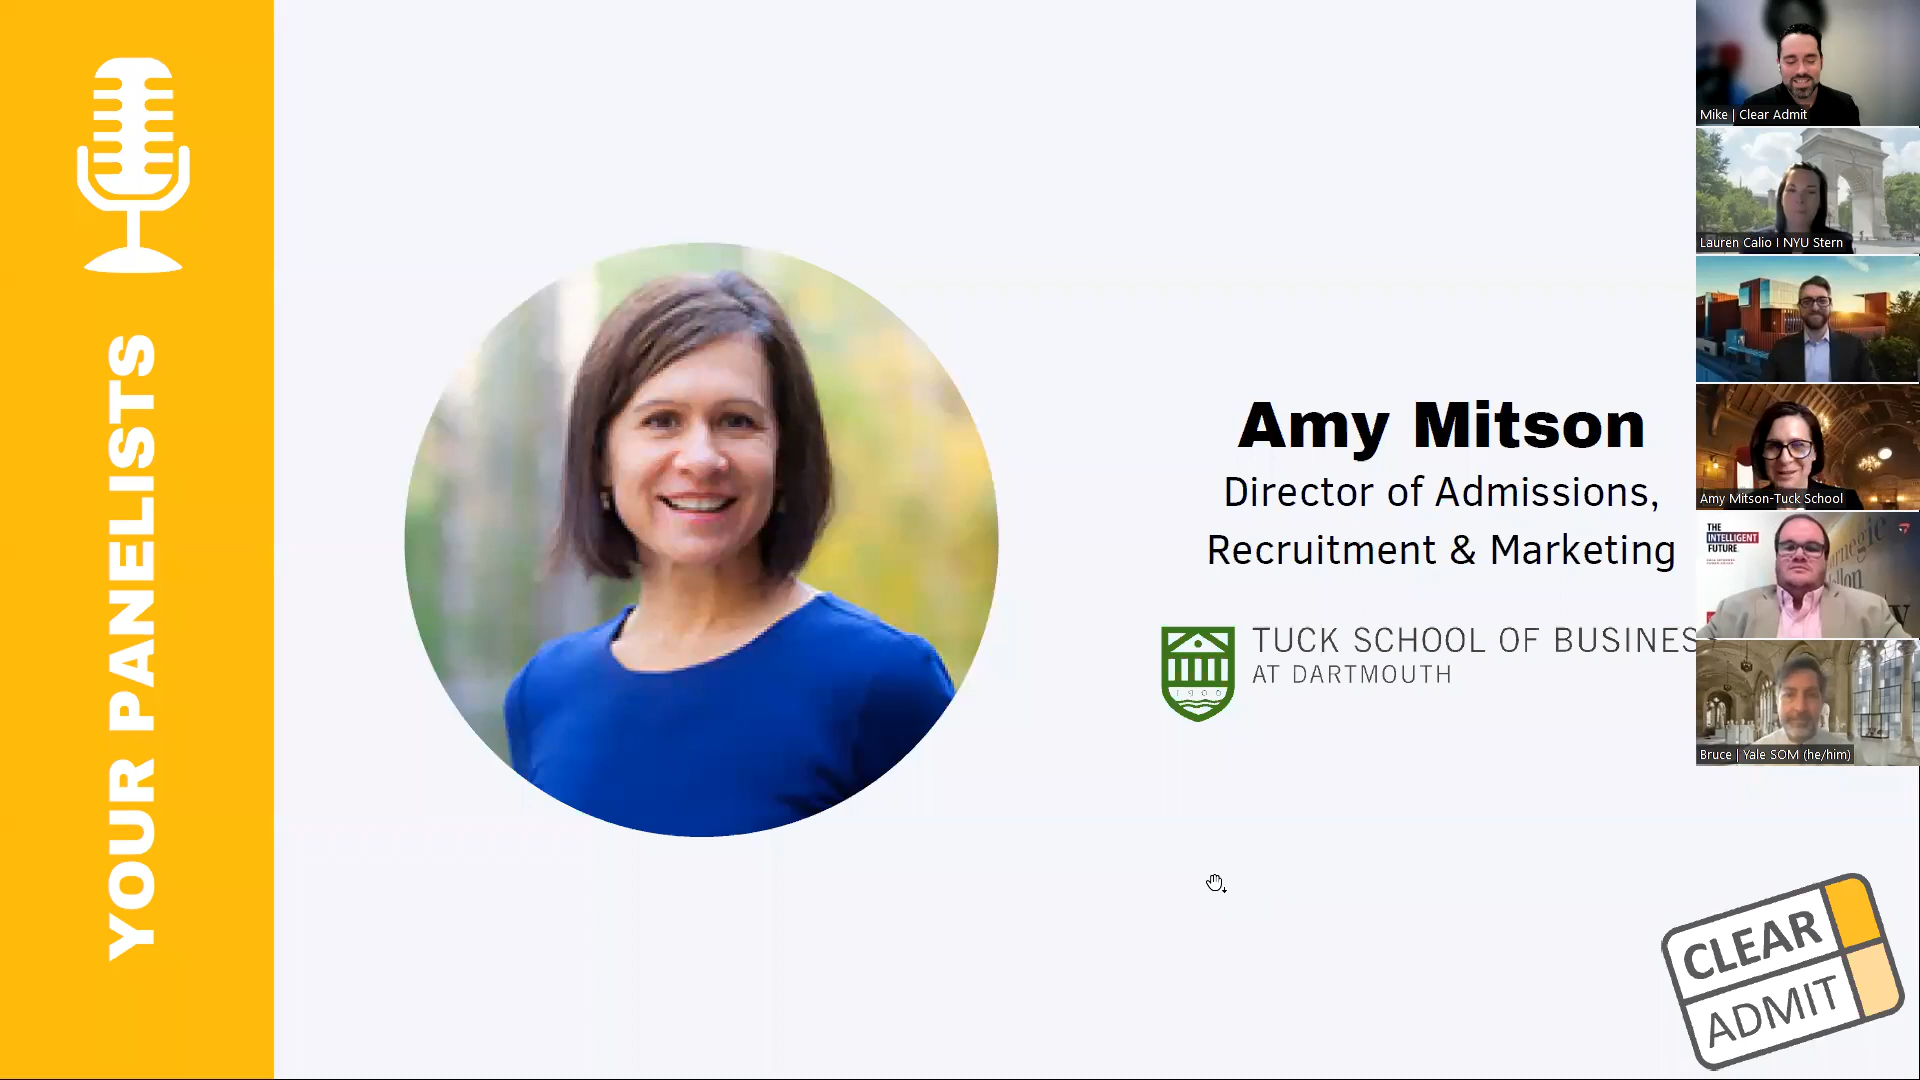 YOUR PANELISTS
Amy Mitson
Director of Admissions,
Recruitment & Marketing
TUCK SCHOOL OF BUSINES
AT DARTMOUTH
1900
CLEAR
ADMIT
Mike | Clear Admit
Lauren Calio I NYU Stern
Amy Mitson-Tuck School
THE
INTELLIGENT
FUTURE
Bruce | Yale SOM (he/him)